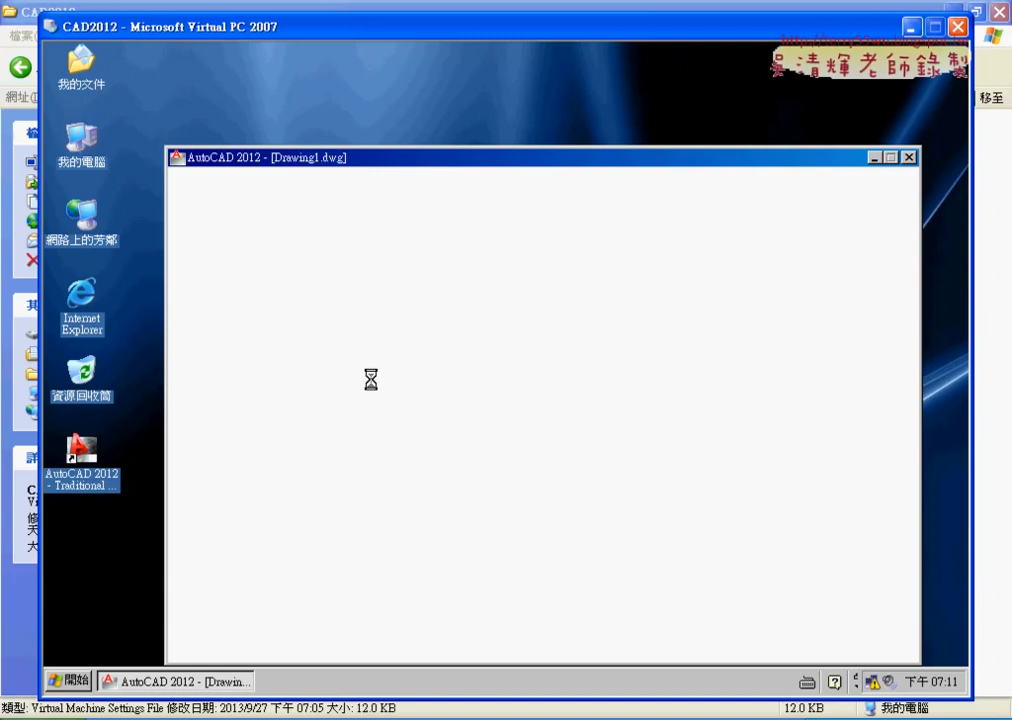 CAD2012 - Microsoft Virtual PC 2007
移至
我的文件
我的電腦
網路上的芳鄰
Internet
Explorer
資源回收筒
AutoCAD 2012
- Traditional ...
吳清輝老師錄製
AutoCAD 2012 - [Drawing1.dwg]
開始
AutoCAD 2012 - [Drawin...
下午 07:11
類型: Virtual Machine Settings File 修改日期: 2013/9/27 下午 07:05 大小: 12.0 KB
12.0 KB
我的電腦